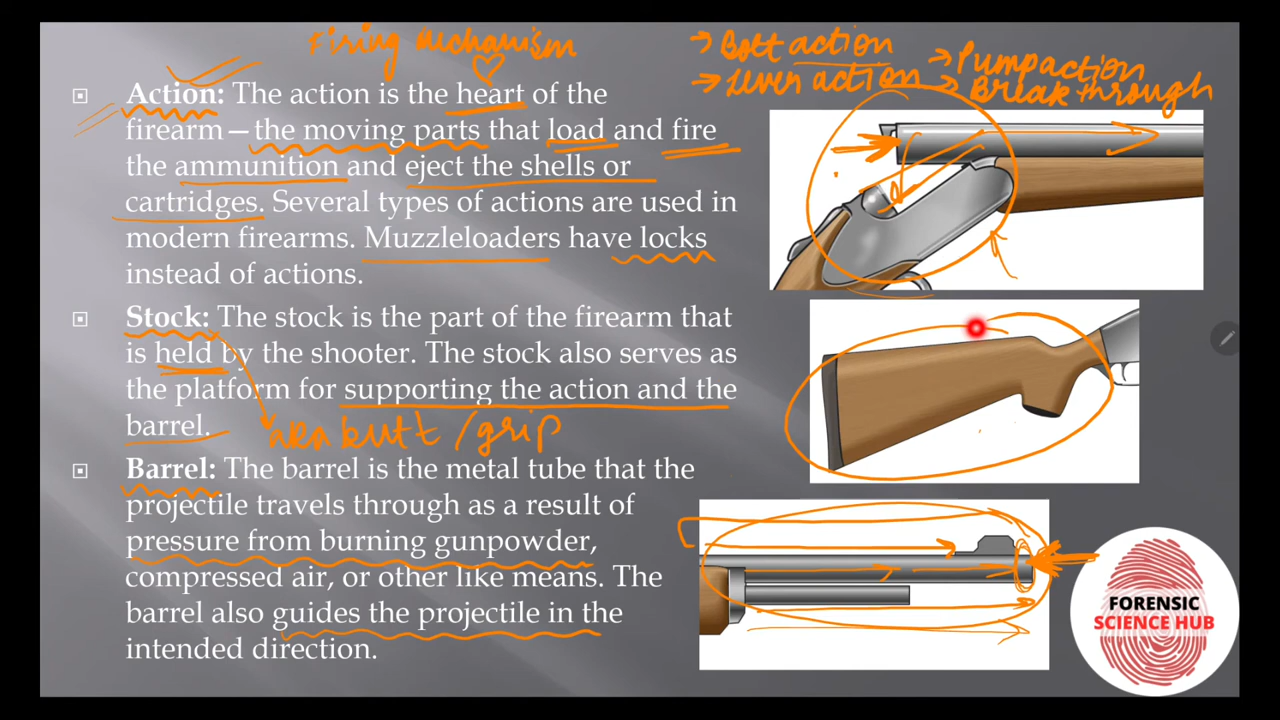 Firing mechanism
→ Bolt action
→ Lever action
→ Pump action
→ Break through
Action: The action is the heart of the
firearm—the moving parts that load and fire
the ammunition and eject the shells or
cartridges. Several types of actions are used in
modern firearms. Muzzleloaders have locks
instead of actions.
Stock: The stock is the part of the firearm that
is held by the shooter. The stock also serves as
the platform for supporting the action and the
barrel.
aka butt / grip
Barrel: The barrel is the metal tube that the
projectile travels through as a result of
pressure from burning gunpowder,
compressed air, or other like means. The
barrel also guides the projectile in the
intended direction.
FORENSIC
SCIENCE HUB